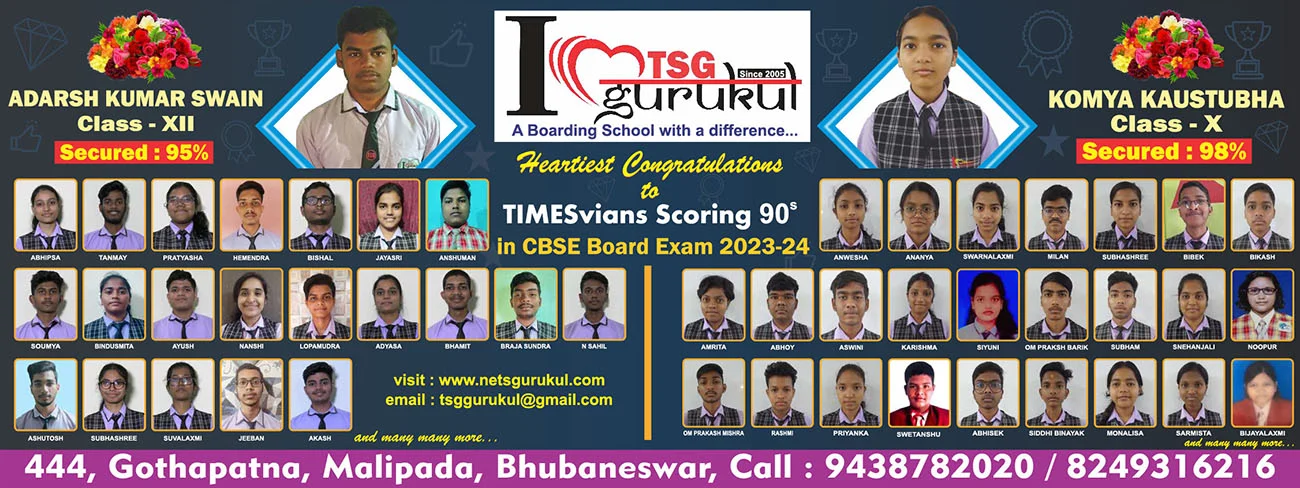 ADARSH KUMAR SWAIN
Class - XII
Secured : 95%
I TSG
Since 2005
gurukul
A Boarding School with a difference...
KOMYA KAUSTUBHA
Class - X
Secured : 98%
Heartiest Congratulations
to
TIMESvians Scoring 90s
in CBSE Board Exam 2023-24
ABHIPSA TANMAY PRATYASHA HEMENDRA BISHAL JAYASRI ANSHUMAN
SOUMYA BINDUSMITA AYUSH NANSHI LOPAMUDRA ADYASA BHAMIT BRAJA SUNDRA N SAHIL
ASHUTOSH SUBHASHREE SUVALAXMI JEEBAN AKASH
and many many more...
visit : www.netsgurukul.com
email : tsggurukul@gmail.com
ANWESHA ANANYA SWARNALAXMI MILAN SUBHASHREE BIBEK BIKASH
AMRITA ABHOY ASWINI KARISHMA SIYUNI OM PRAKSH BARIK SUBHAM SNEHANJALI NOOPUR
OM PRAKASH MISHRA RASHMI PRIYANKA SWETANSHU ABHISEK SIDDHI BINAYAK MONALISA SARMISTA BIJAYALAXMI
and many many more...
444, Gothapatna, Malipada, Bhubaneswar, Call : 9438782020 / 8249316216